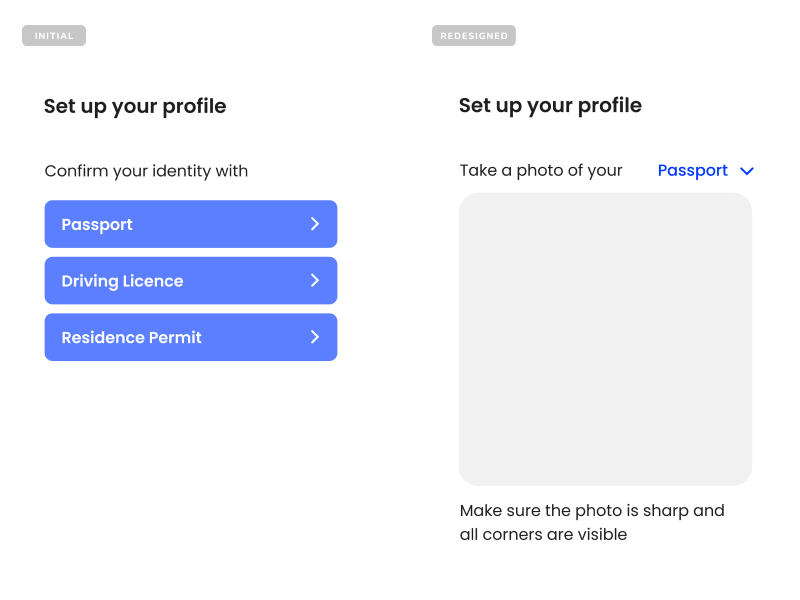 INITIAL
Set up your profile
Confirm your identity with
Passport
Driving Licence
Residence Permit
REDESIGNED
Set up your profile
Take a photo of your Passport
Make sure the photo is sharp and
all corners are visible